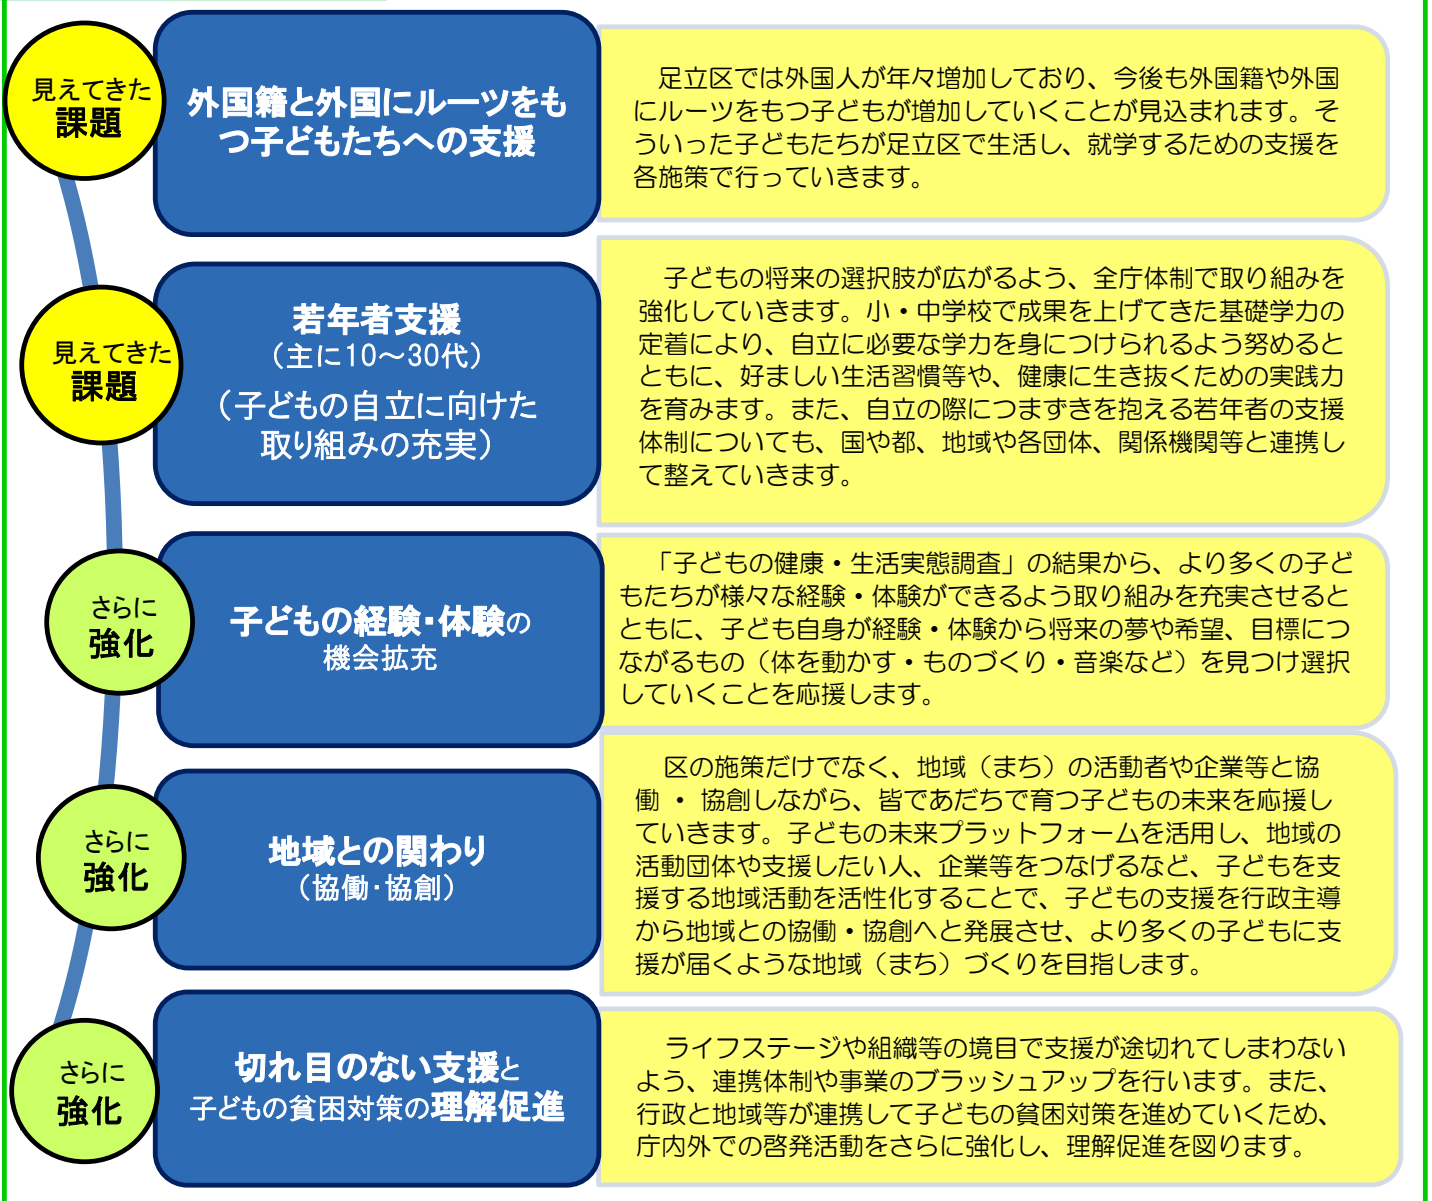 見えてきた
課題
外国籍と外国にルーツをも
つ子どもたちへの支援
足立区では外国人が年々増加しており、今後も外国籍や外国
にルーツをもつ子どもが増加していくことが見込まれます。そ
ういった子どもたちが足立区で生活し、就学するための支援を
各施策で行っていきます。
見えてきた
課題
若年者支援
（主に10～30代）
（子どもの自立に向けた
取り組みの充実）
子どもの将来の選択肢が広がるよう、全庁体制で取り組みを
強化していきます。小・中学校で成果を上げてきた基礎学力の
定着により、自立に必要な学力を身につけられるよう努めると
ともに、好ましい生活習慣等や、健康に生き抜くための実践力
を育みます。また、自立の際につまずきを抱える若年者の支援
体制についても、国や都、地域や各団体、関係機関等と連携し
て整えていきます。
さらに
強化
子どもの経験・体験の
機会拡充
「子どもの健康・生活実態調査」の結果から、より多くの子ど
もたちが様々な経験・体験ができるよう取り組みを充実させると
ともに、子ども自身が経験・体験から将来の夢や希望、目標につ
ながるもの（体を動かす・ものづくり・音楽など）を見つけ選択
していくことを応援します。
さらに
強化
地域との関わり
（協働・協創）
区の施策だけでなく、地域（まち）の活動者や企業等と協
働 ・ 協創しながら、皆であだちで育つ子どもの未来を応援し
ていきます。子どもの未来プラットフォームを活用し、地域の
活動団体や支援したい人、企業等をつなげるなど、子どもを支
援する地域活動を活性化することで、子どもの支援を行政主導
から地域との協働・協創へと発展させ、より多くの子どもに支
援が届くような地域（まち）づくりを目指します。
さらに
強化
切れ目のない支援と
子どもの貧困対策の理解促進
ライフステージや組織等の境目で支援が途切れてしまわない
よう、連携体制や事業のブラッシュアップを行います。また、
行政と地域等が連携して子どもの貧困対策を進めていくため、
庁内外での啓発活動をさらに強化し、理解促進を図ります。